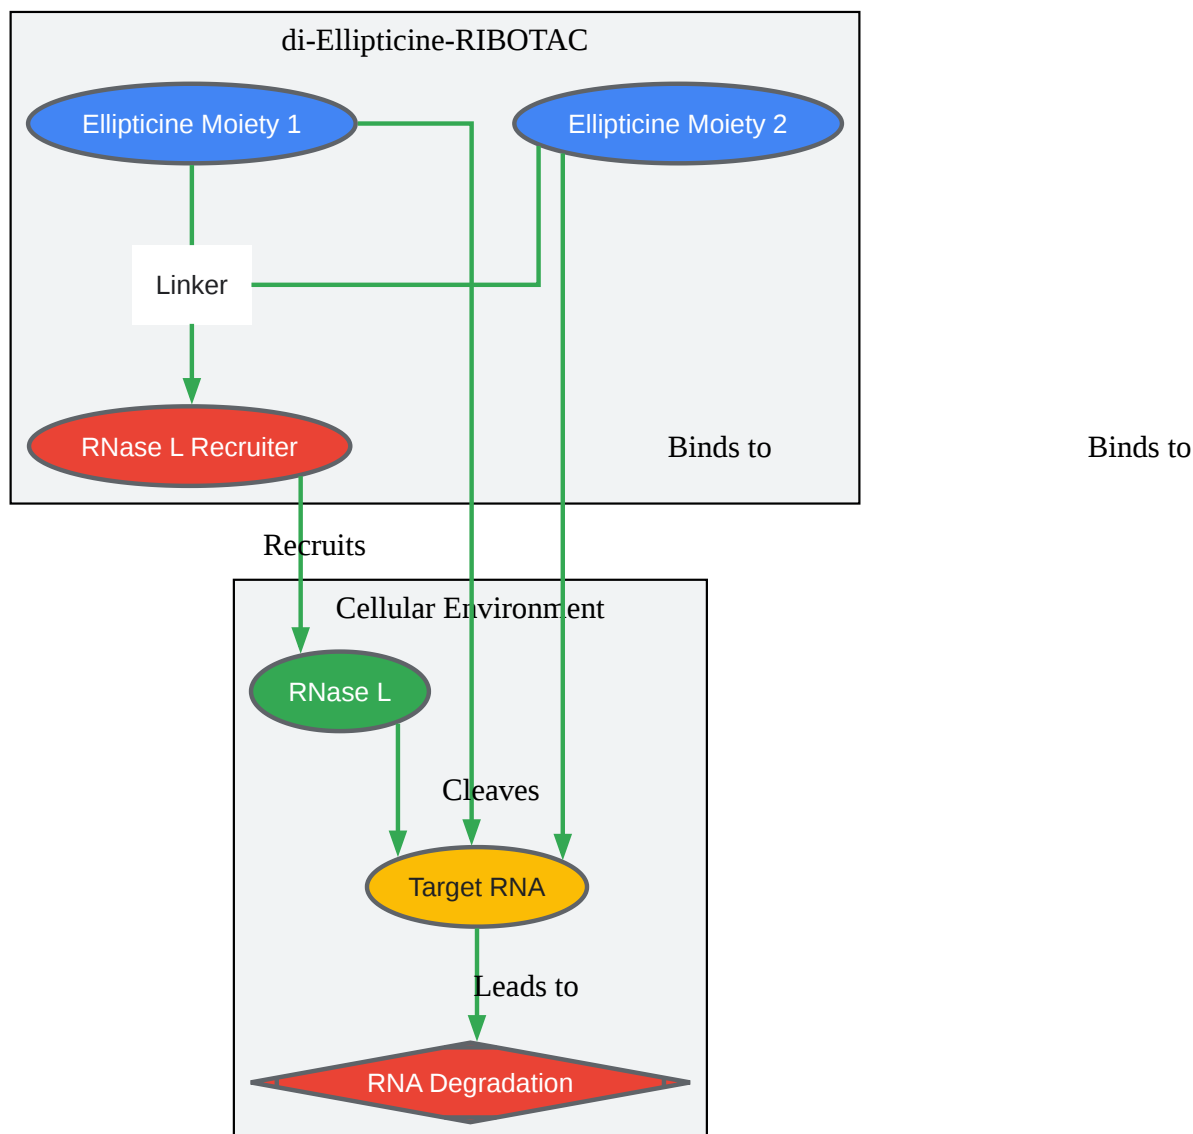 di-Ellipticine-RIBOTAC
Ellipticine Moiety 1
Ellipticine Moiety 2
Linker
RNase L Recruiter
Binds to
Binds to
Recruits
Cellular Environment
RNase L
Cleaves
Target RNA
Leads to
RNA Degradation